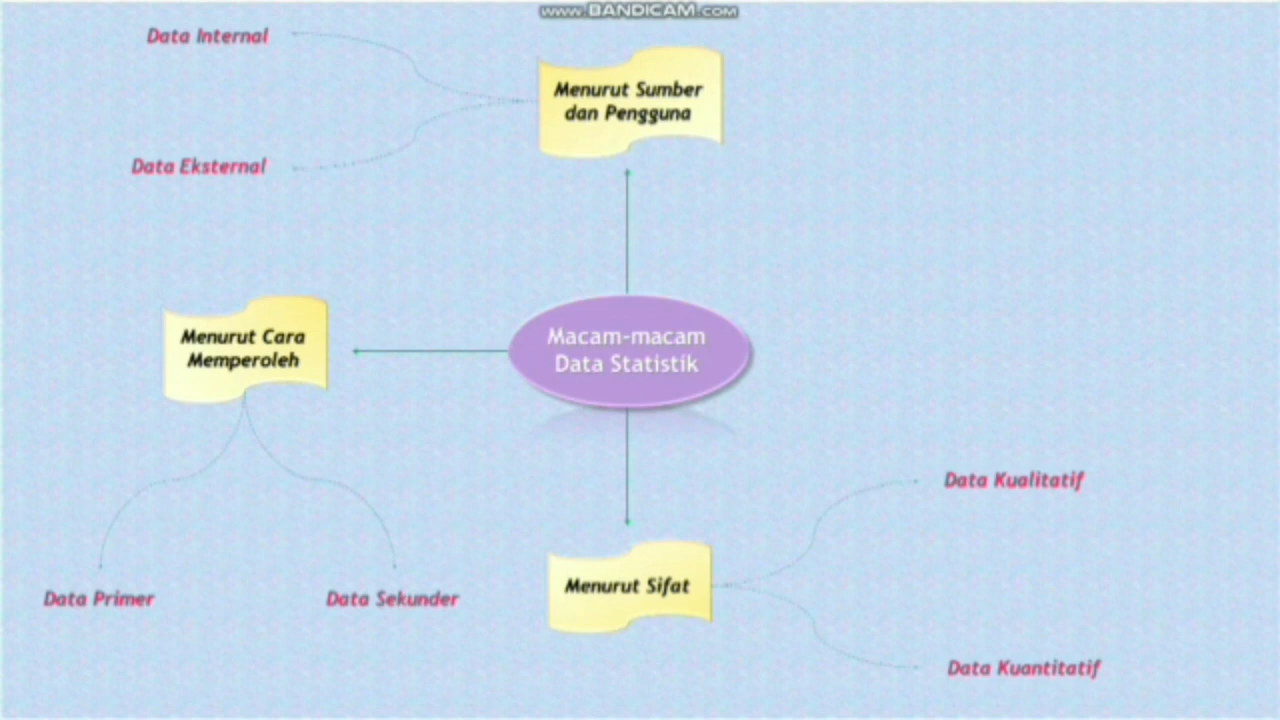 www.BANDICAM.com
Data Internal
Menurut Sumber
dan Pengguna
Data Eksternal
Menurut Cara
Memperoleh
Macam-macam
Data Statistik
Data Kualitatif
Menurut Sifat
Data Primer
Data Sekunder
Data Kuantitatif